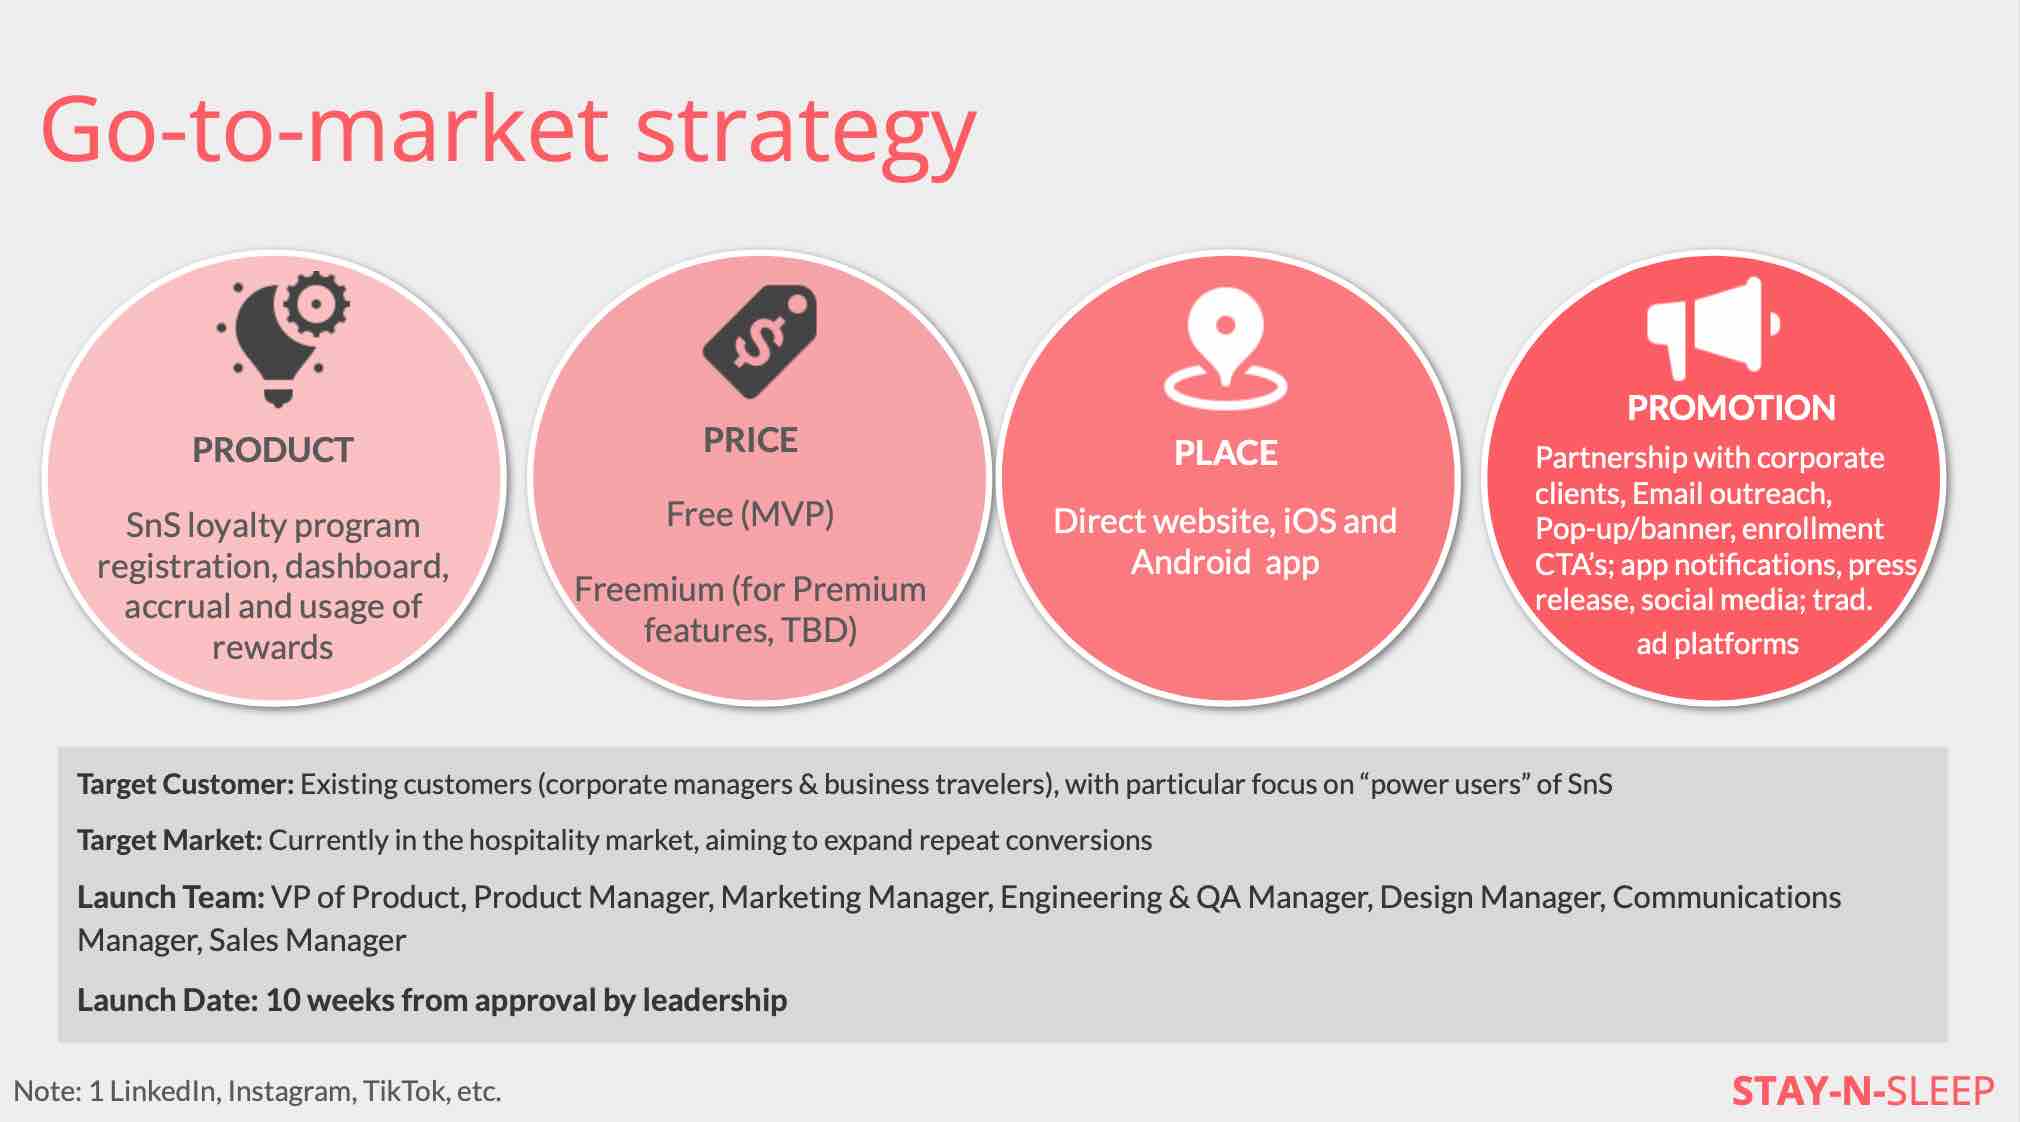 Go-to-market strategy
PRODUCT
SnS loyalty program
registration, dashboard,
accrual and usage of
rewards
PRICE
Free (MVP)
Freemium (for Premium
features, TBD)
PLACE
Direct website, iOS and
Android app
PROMOTION
Partnership with corporate
clients, Email outreach,
Pop-up/banner, enrollment
CTA’s; app notifications, press
release, social media; trad.
ad platforms
Target Customer: Existing customers (corporate managers & business travelers), with particular focus on “power users” of SnS
Target Market: Currently in the hospitality market, aiming to expand repeat conversions
Launch Team: VP of Product, Product Manager, Marketing Manager, Engineering & QA Manager, Design Manager, Communications
Manager, Sales Manager
Launch Date: 10 weeks from approval by leadership
Note: 1 LinkedIn, Instagram, TikTok, etc.
STAY-N-SLEEP